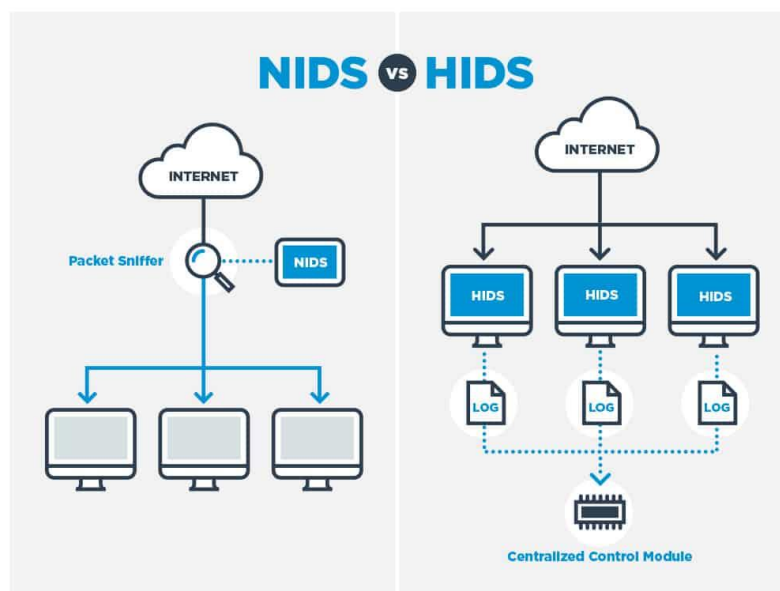 NIDS vs HIDS
INTERNET
Packet Sniffer
NIDS
INTERNET
HIDS
HIDS
HIDS
LOG
LOG
LOG
Centralized Control Module